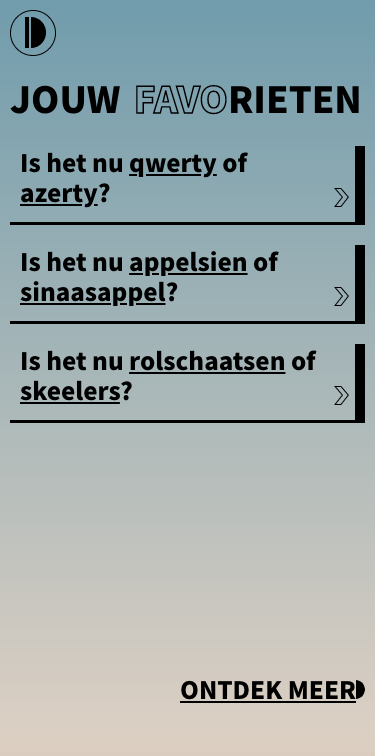 JOUW FAVORIETEN
Is het nu qwerty of
azerty?
Is het nu appelsien of
sinaasappel?
Is het nu rolschaatsen of
skeelers?
ONTDEK MEER